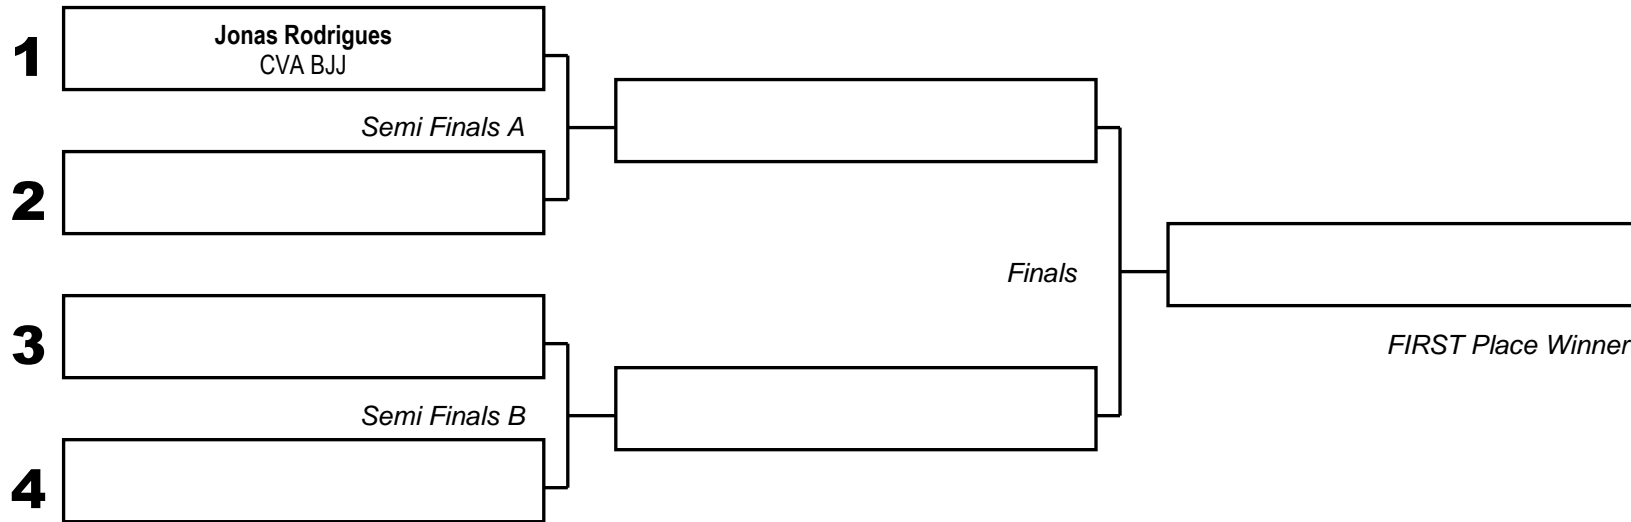 1
Jonas Rodrigues
CVA BJJ
Semi Finals A
2
Finals
3
FIRST Place Winner
Semi Finals B
4